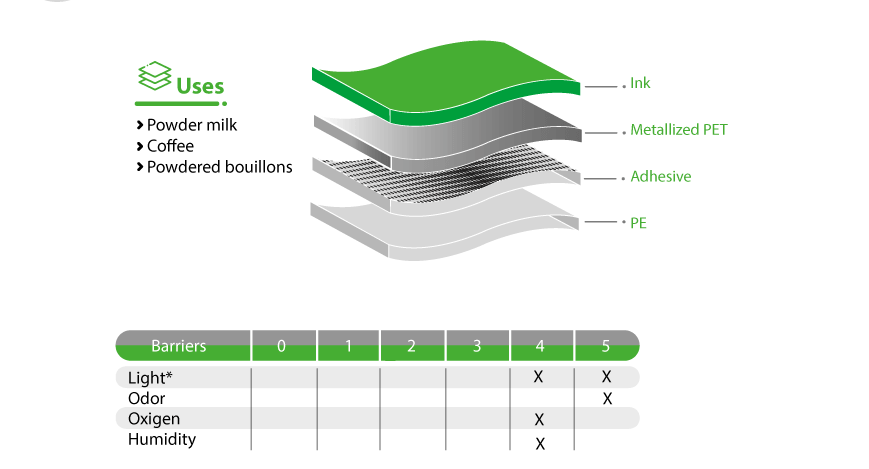 Uses
Powder milk
Coffee
Powdered bouillons
Ink
Metallized PET
Adhesive
PE
Barriers 0 1 2 3 4 5
Light* X X
Odor X
Oxigen X
Humidity X